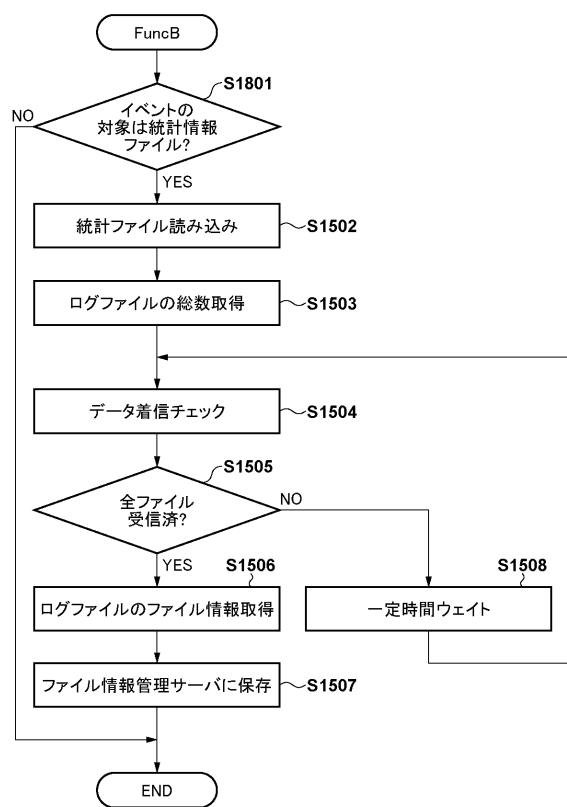 FuncB
S1801
NO
イベントの
対象は統計情報
ファイル?
YES
統計ファイル読み込み
S1502
ログファイルの総数取得
S1503
データ着信チェック
S1504
S1505
全ファイル
受信済?
NO
YES
S1506
S1508
ログファイルのファイル情報取得
一定時間ウェイト
ファイル情報管理サーバに保存
S1507
END